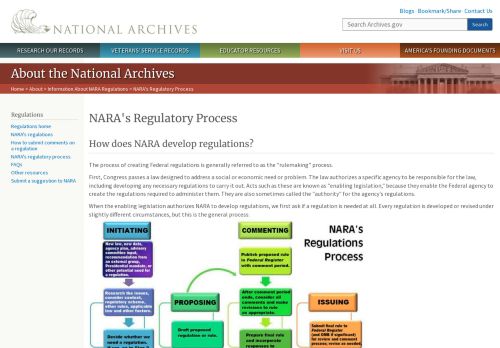 NATIONAL ARCHIVES
Blogs · Bookmark/Share · Contact Us
Search Archives.gov
Search
RESEARCH OUR RECORDS
VETERANS' SERVICE RECORDS
EDUCATOR RESOURCES
VISIT US
AMERICA'S FOUNDING DOCUMENTS
About the National Archives
Home > About > Information About NARA Regulations > NARA's Regulatory Process
Regulations
Regulations home
NARA's regulations
How to submit comments on a regulation
NARA's regulatory process
FAQs
Other resources
Submit a suggestion to NARA
NARA's Regulatory Process
How does NARA develop regulations?
The process of creating Federal regulations is generally referred to as the "rulemaking" process.
First, Congress passes a law designed to address a social or economic need or problem. The law authorizes a specific agency to be responsible for the law,
including developing any necessary regulations to carry it out. Acts such as these are known as "enabling legislation," because they enable the Federal agency to
create the regulations required to administer them. They are also sometimes called the "authority" for the agency's regulations.
When the enabling legislation authorizes NARA to develop regulations, we first ask if a regulation is needed at all. Every regulation is developed or revised under
slightly different circumstances, but this is the general process:
INITIATING
New law, new data,
agency plan, advisory
committee input,
recommendation from
an external group,
Presidential mandate, or
other potential need for a
regulation.
Research the issues,
consider context,
regulatory scheme,
other rules, applicable
law and other factors.
Decide whether we
need a regulation.
PROPOSING
Draft proposed
regulation or rule.
COMMENTING
Publish proposed rule
in Federal Register
with comment period.
After comment period
ends, consider all
comments and make
revisions to rule as
appropriate.
Prepare final rule
and incorporate
responses to
NARA's
Regulations
Process
ISSUING
Submit final rule to
Federal Register
(and OMB if significant)
for review and comment
process; revise as needed.